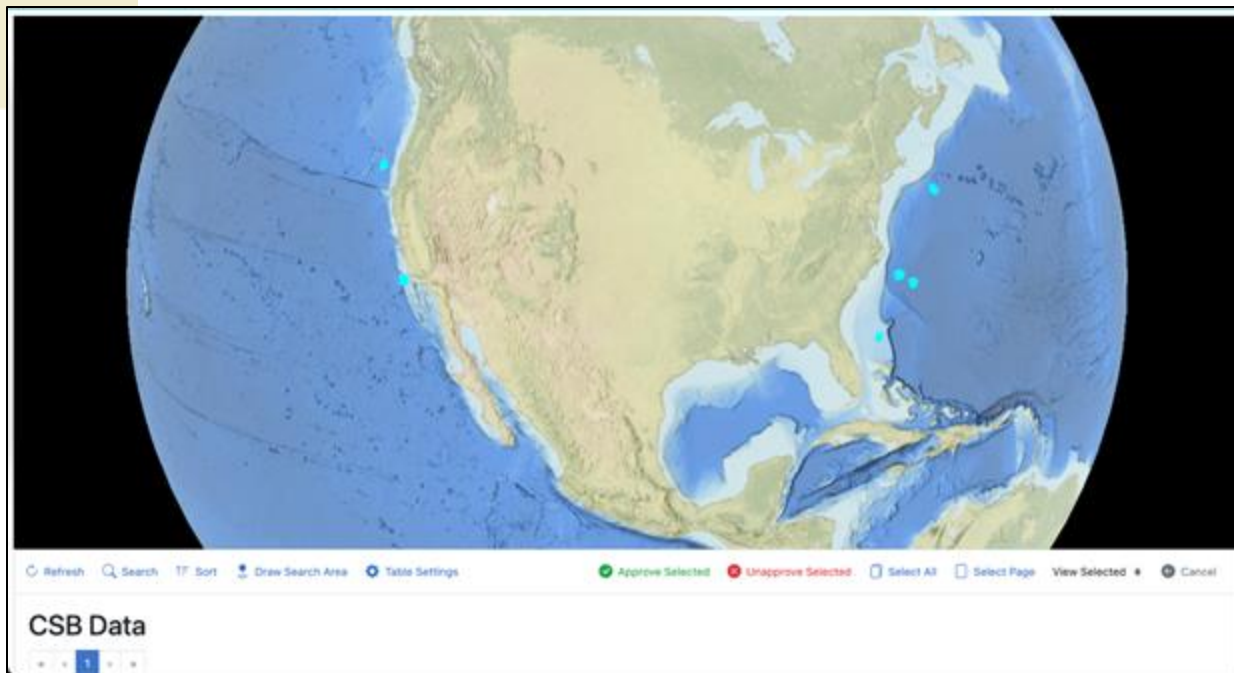 Refresh Search Sort Draw Search Area Table Settings Approve Selected Unapprove Selected Select All Select Page View Selected Cancel
CSB Data
« ‹ 1 › »